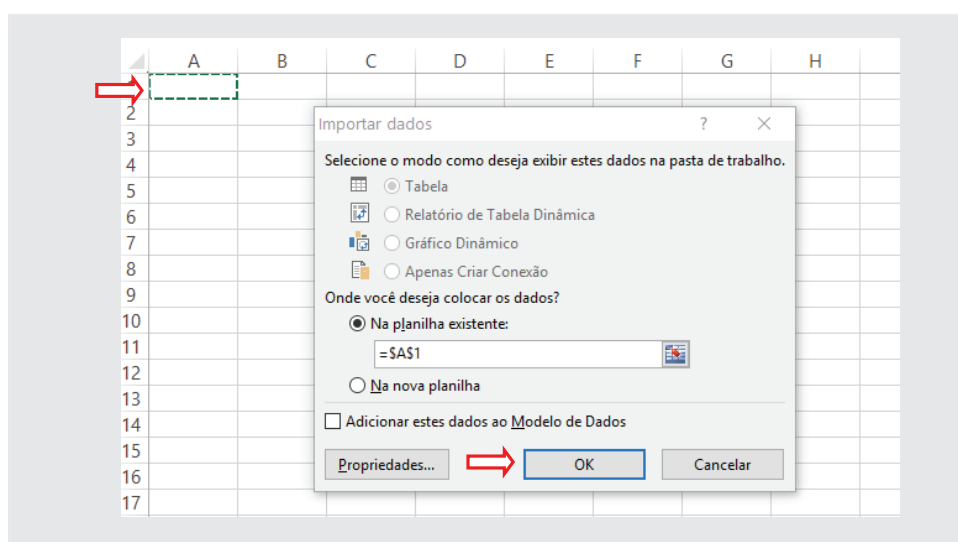 A B C D E F G H
2
Importar dados ?
3
Selecione o modo como deseja exibir estes dados na pasta de trabalho.
4
Tabela
5
Relatório de Tabela Dinâmica
6
Gráfico Dinâmico
7
Apenas Criar Conexão
8
Onde você deseja colocar os dados?
9
Na planilha existente:
10
=$A$1
11
Na nova planilha
12
13
Adicionar estes dados ao Modelo de Dados
14
15
Propriedades... OK Cancelar
16
17